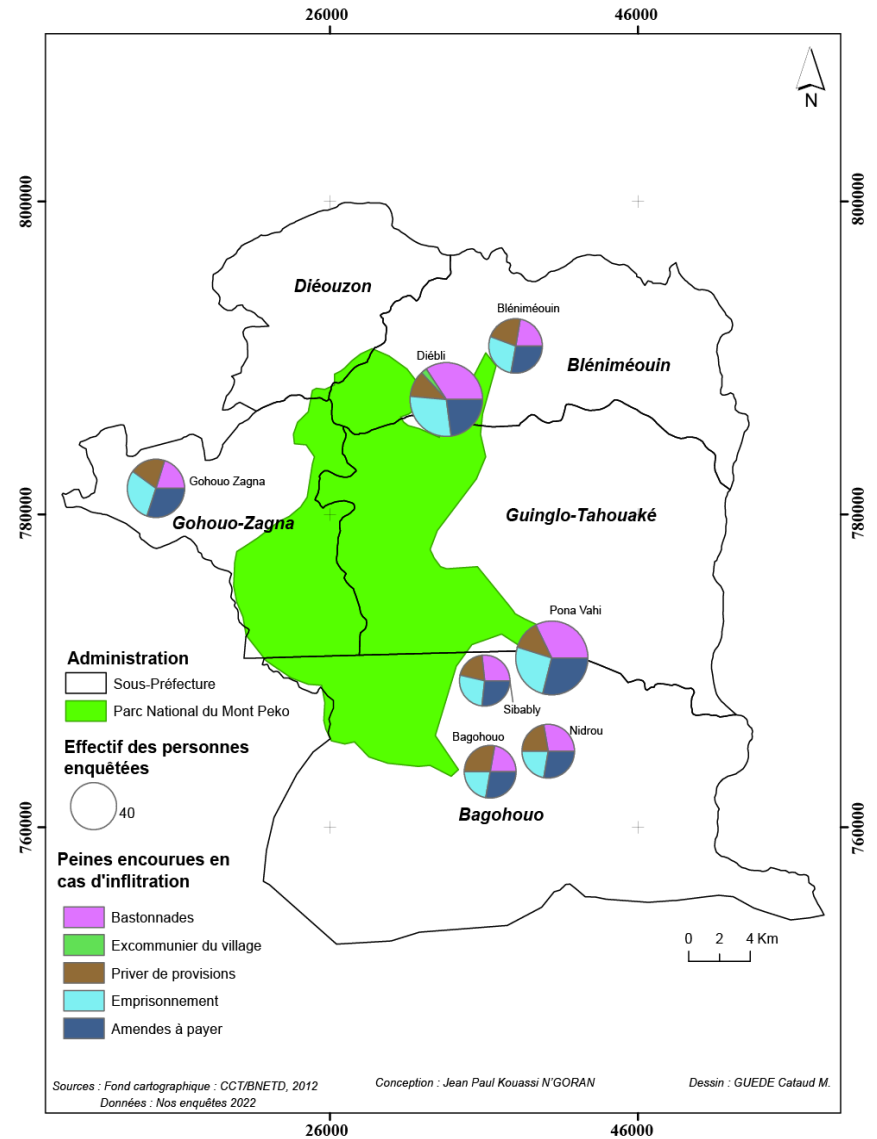 26000 46000
N
800000 800000
Diéouzon
Bléniméouin
Diébli
Bléniméouin
Gohouo Zagna
780000 780000
Gohouo-Zagna
Guinglo-Tahouaké
Pona Vahi
Sibably
Nidrou
Bagohouo
Bagohouo
760000 760000
Administration
Sous-Préfecture
Parc National du Mont Peko
Effectif des personnes
enquêtées
40
Peines encourues en
cas d'inflitration
Bastonnades
Excommunier du village
Priver de provisions
Emprisonnement
Amendes à payer
0 2 4 Km
Sources : Fond cartographique : CCT/BNETD, 2012
Données : Nos enquêtes 2022
Conception : Jean Paul Kouassi N'GORAN
Dessin : GUEDE Cataud M.
26000 46000